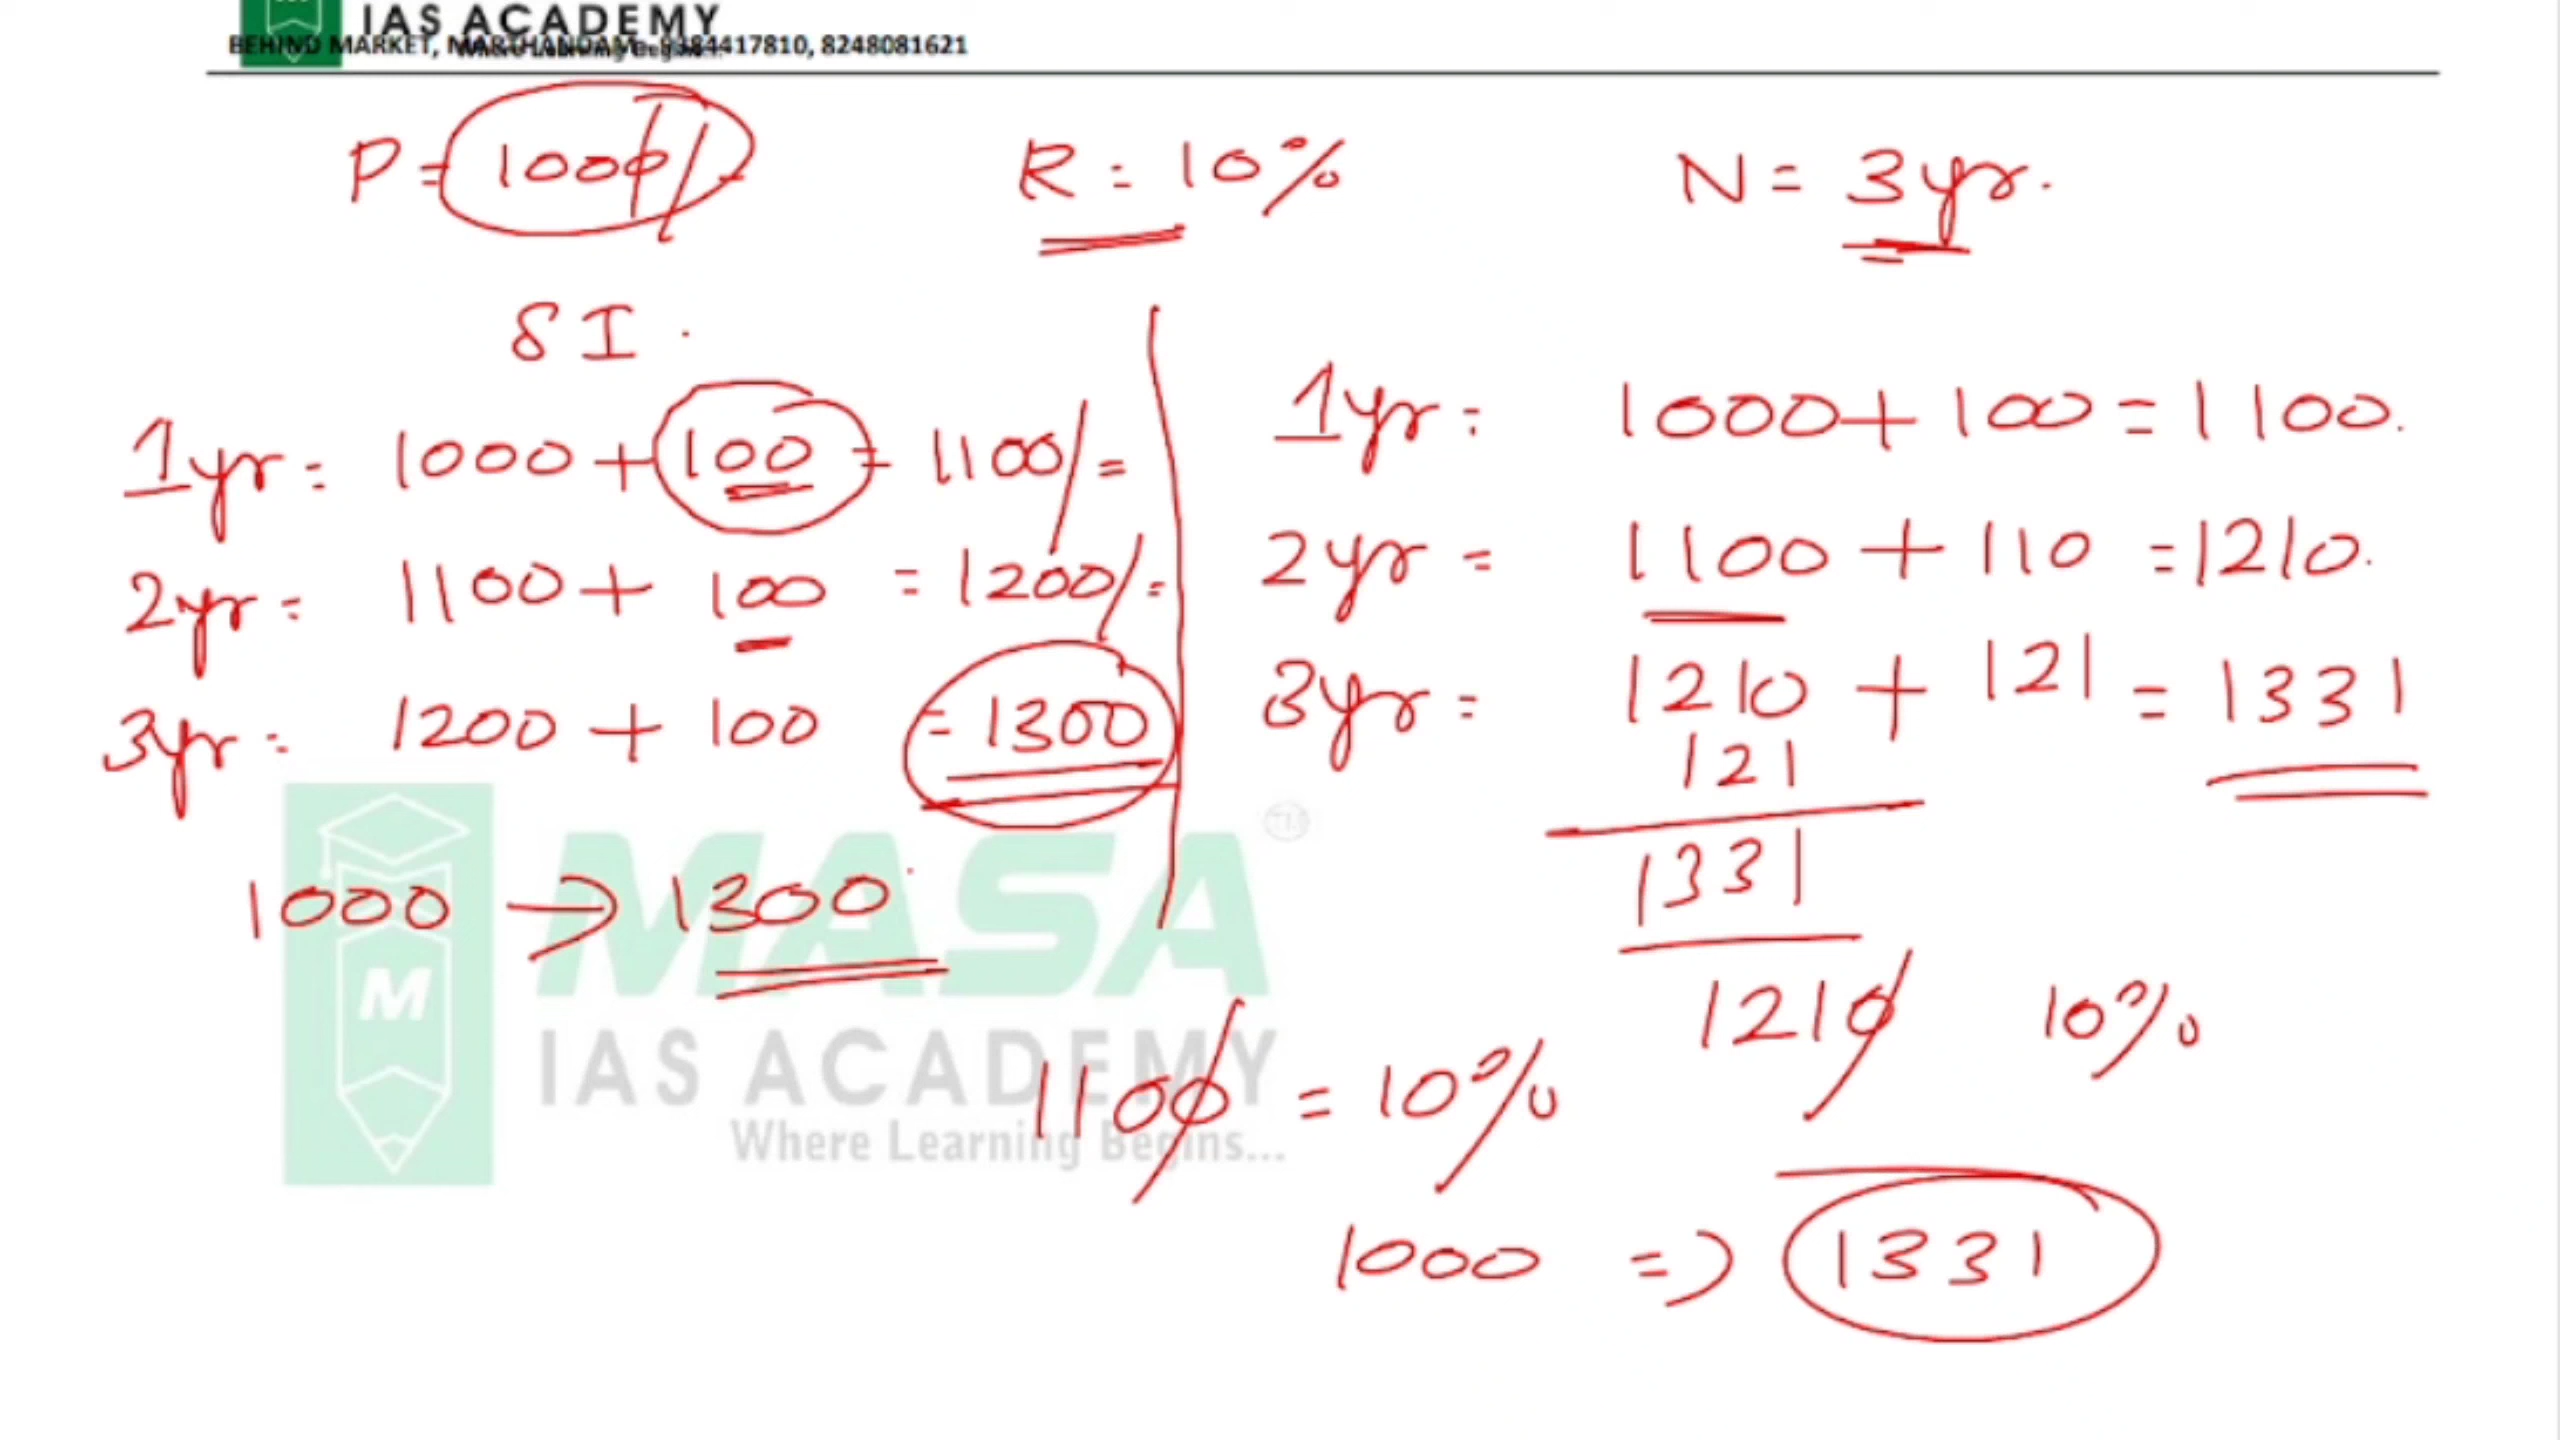 IAS ACADEMY
BEHIND MARKET, MARTHANDAM - 9384417810, 8248081621
P = 1000/- R = 10% N = 3yr.
SI.
1yr = 1000 + 100 = 1100/=
2yr = 1100 + 100 = 1200/=
3yr = 1200 + 100 = 1300
1000 → 1300
1yr = 1000 + 100 = 1100.
2yr = 1100 + 110 = 1210.
3yr = 1210 + 121 = 1331
121
1331
1210 10%
1100 = 10%
1000 => 1331
MASA
IAS ACADEMY
Where Learning Begins...
M